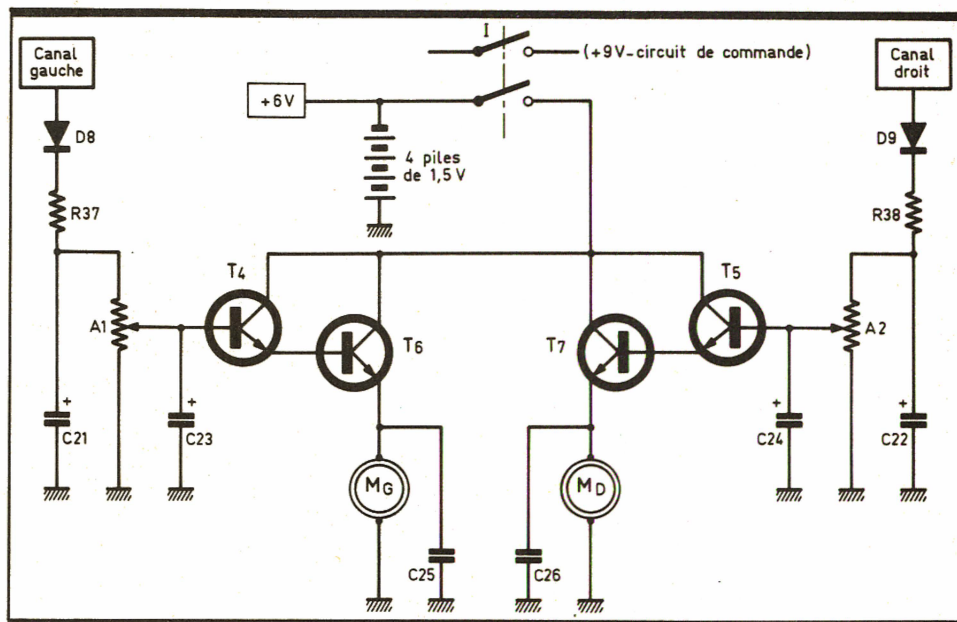 Canal
gauche
I
(+9V-circuit de commande)
Canal
droit
+6V
D8
D9
4 piles
de 1,5 V
R37
R38
T4
T5
A1
T6
T7
A2
+
C21
+
C23
+
C24
+
C22
MG
MD
C25
C26